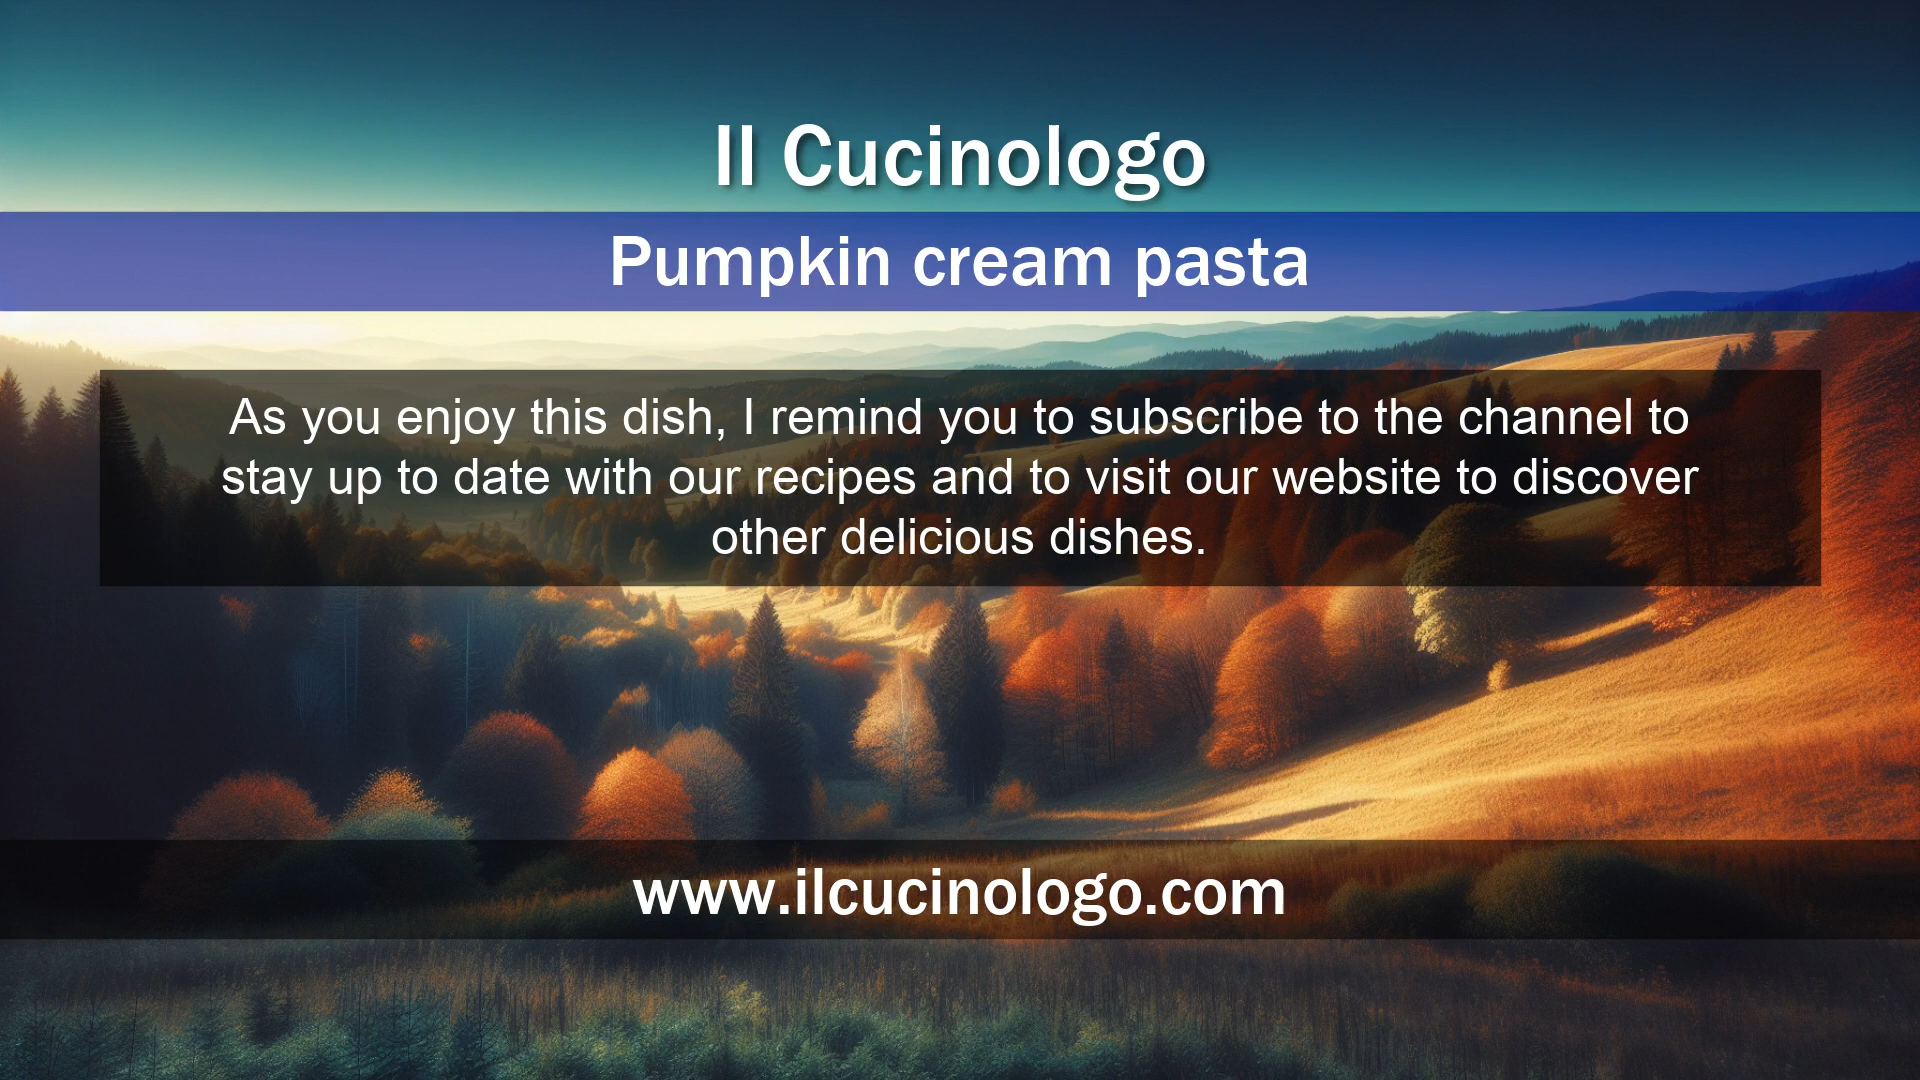 Il Cucinologo
Pumpkin cream pasta
As you enjoy this dish, I remind you to subscribe to the channel to
stay up to date with our recipes and to visit our website to discover
other delicious dishes.
www.ilcucinologo.com